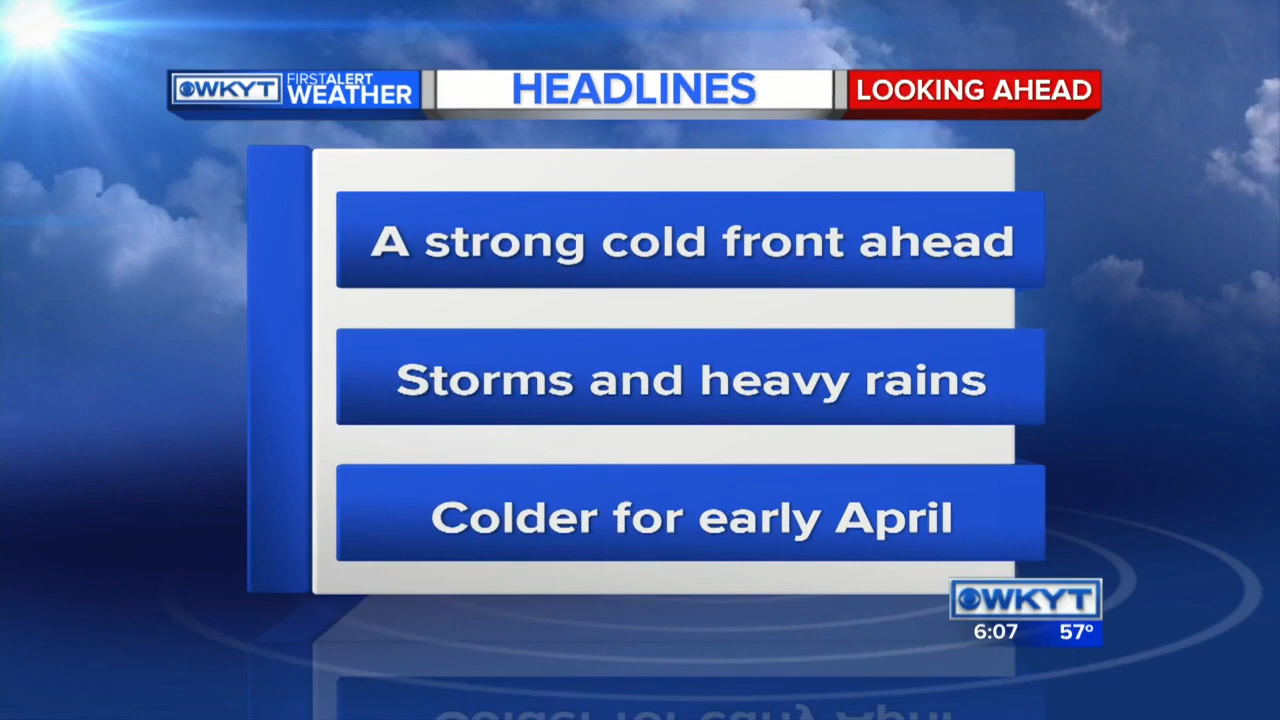 WKYT FIRST ALERT WEATHER
HEADLINES
LOOKING AHEAD
A strong cold front ahead
Storms and heavy rains
Colder for early April
WKYT
6:07 57°